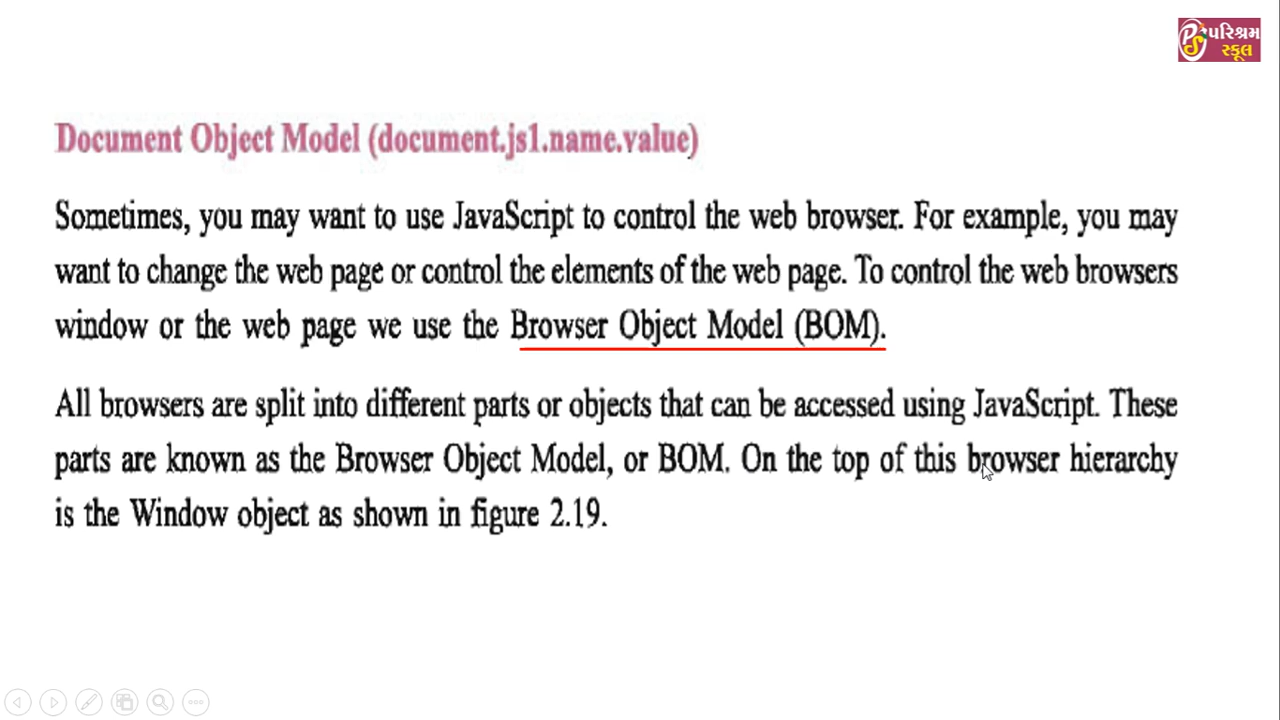 પરિશ્રમ
સ્કૂલ
Document Object Model (document.js1.name.value)
Sometimes, you may want to use JavaScript to control the web browser. For example, you may
want to change the web page or control the elements of the web page. To control the web browsers
window or the web page we use the Browser Object Model (BOM).
All browsers are split into different parts or objects that can be accessed using JavaScript. These
parts are known as the Browser Object Model, or BOM. On the top of this browser hierarchy
is the Window object as shown in figure 2.19.